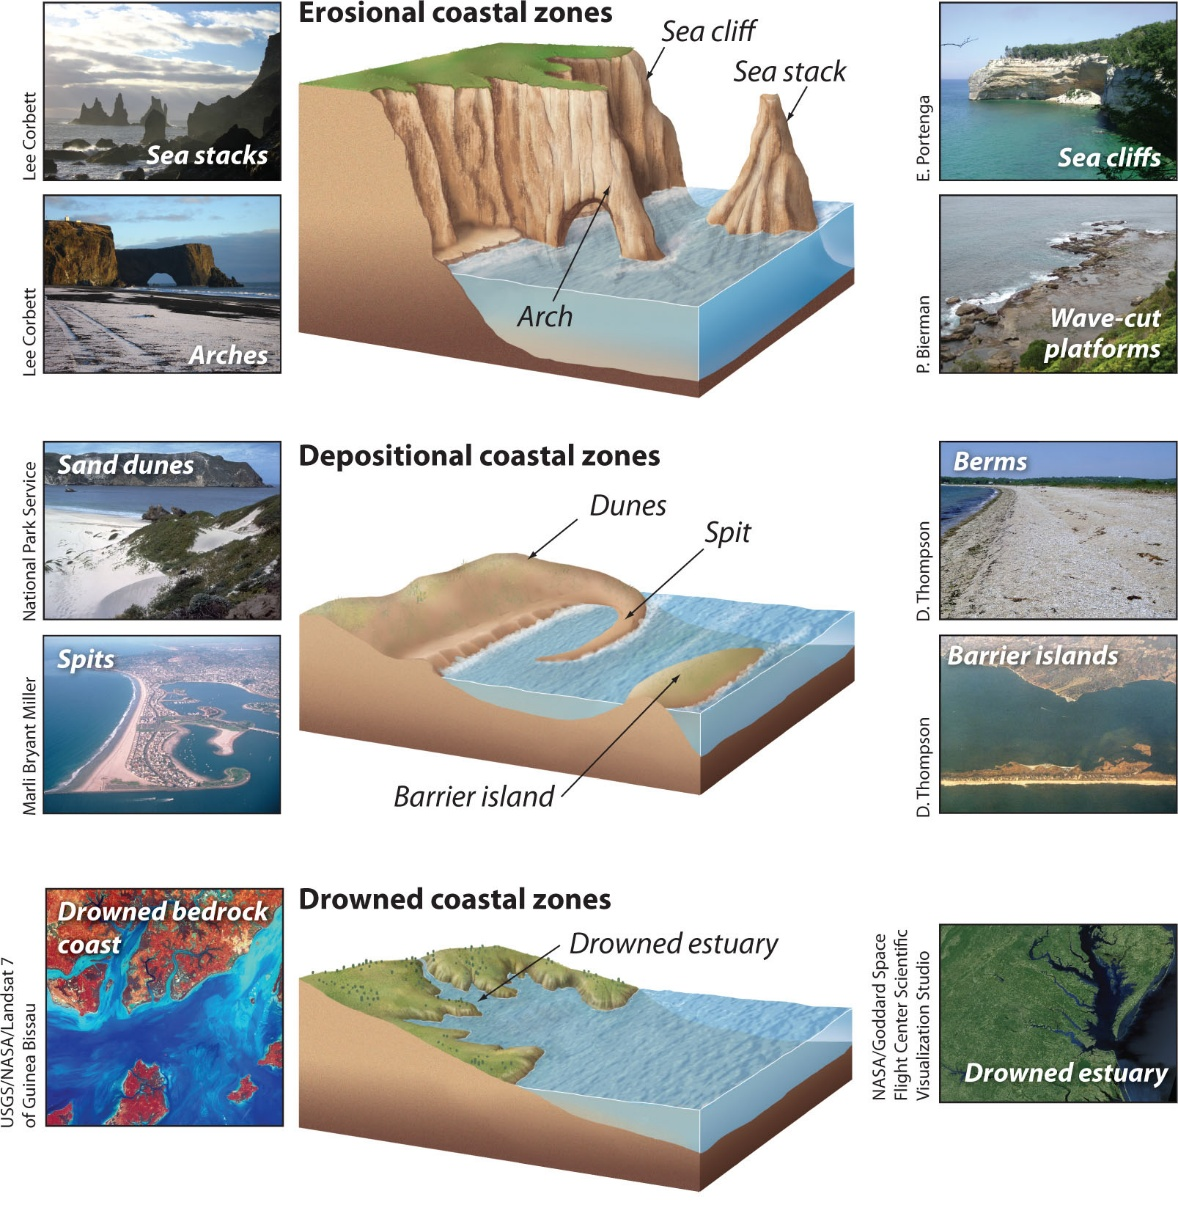 Erosional coastal zones
Lee Corbett
Sea stacks
Lee Corbett
Arches
Sea cliff
Sea stack
Arch
E. Portenga
Sea cliffs
P. Bierman
Wave-cut
platforms
Depositional coastal zones
National Park Service
Sand dunes
Marli Bryant Miller
Spits
Dunes
Spit
Barrier island
D. Thompson
Berms
D. Thompson
Barrier islands
Drowned coastal zones
USGS/NASA/Landsat 7
of Guinea Bissau
Drowned bedrock
coast
Drowned estuary
NASA/Goddard Space
Flight Center Scientific
Visualization Studio
Drowned estuary